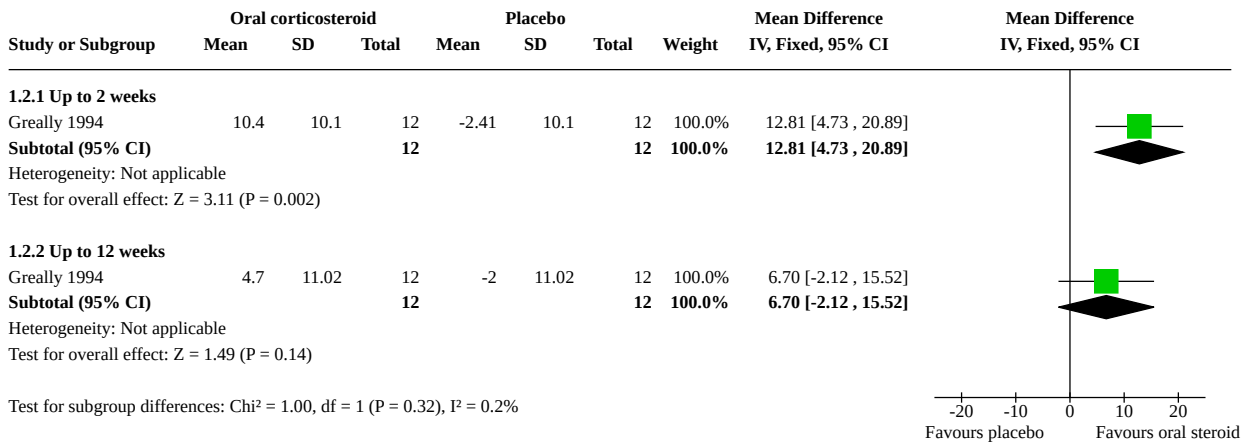 Oral corticosteroid Placebo Mean Difference Mean Difference
Study or Subgroup Mean SD Total Mean SD Total Weight IV, Fixed, 95% CI IV, Fixed, 95% CI
1.2.1 Up to 2 weeks
Greally 1994 10.4 10.1 12 -2.41 10.1 12 100.0% 12.81 [4.73 , 20.89]
Subtotal (95% CI) 12 12 100.0% 12.81 [4.73 , 20.89]
Heterogeneity: Not applicable
Test for overall effect: Z = 3.11 (P = 0.002)
1.2.2 Up to 12 weeks
Greally 1994 4.7 11.02 12 -2 11.02 12 100.0% 6.70 [-2.12 , 15.52]
Subtotal (95% CI) 12 12 100.0% 6.70 [-2.12 , 15.52]
Heterogeneity: Not applicable
Test for overall effect: Z = 1.49 (P = 0.14)
Test for subgroup differences: Chi² = 1.00, df = 1 (P = 0.32), I² = 0.2%
-20 -10 0 10 20
Favours placebo Favours oral steroid